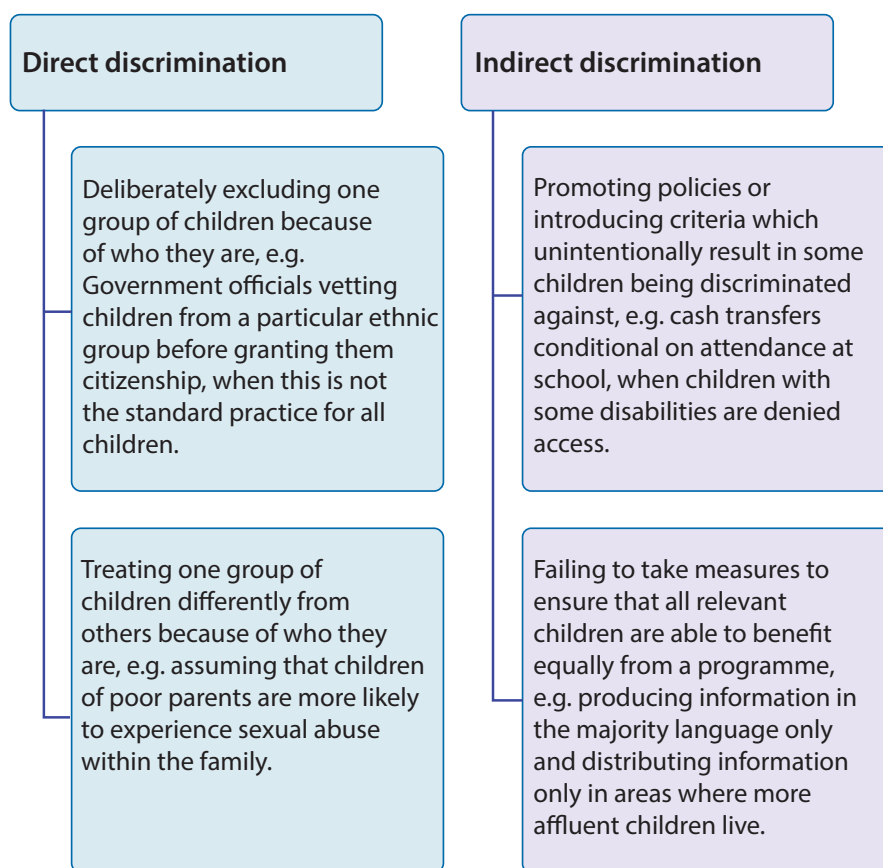 Direct discrimination
Deliberately excluding one
group of children because
of who they are, e.g.
Government officials vetting
children from a particular ethnic
group before granting them
citizenship, when this is not
the standard practice for all
children.
Treating one group of
children differently from
others because of who they
are, e.g. assuming that children
of poor parents are more likely
to experience sexual abuse
within the family.
Indirect discrimination
Promoting policies or
introducing criteria which
unintentionally result in some
children being discriminated
against, e.g. cash transfers
conditional on attendance at
school, when children with
some disabilities are denied
access.
Failing to take measures to
ensure that all relevant
children are able to benefit
equally from a programme,
e.g. producing information in
the majority language only
and distributing information
only in areas where more
affluent children live.